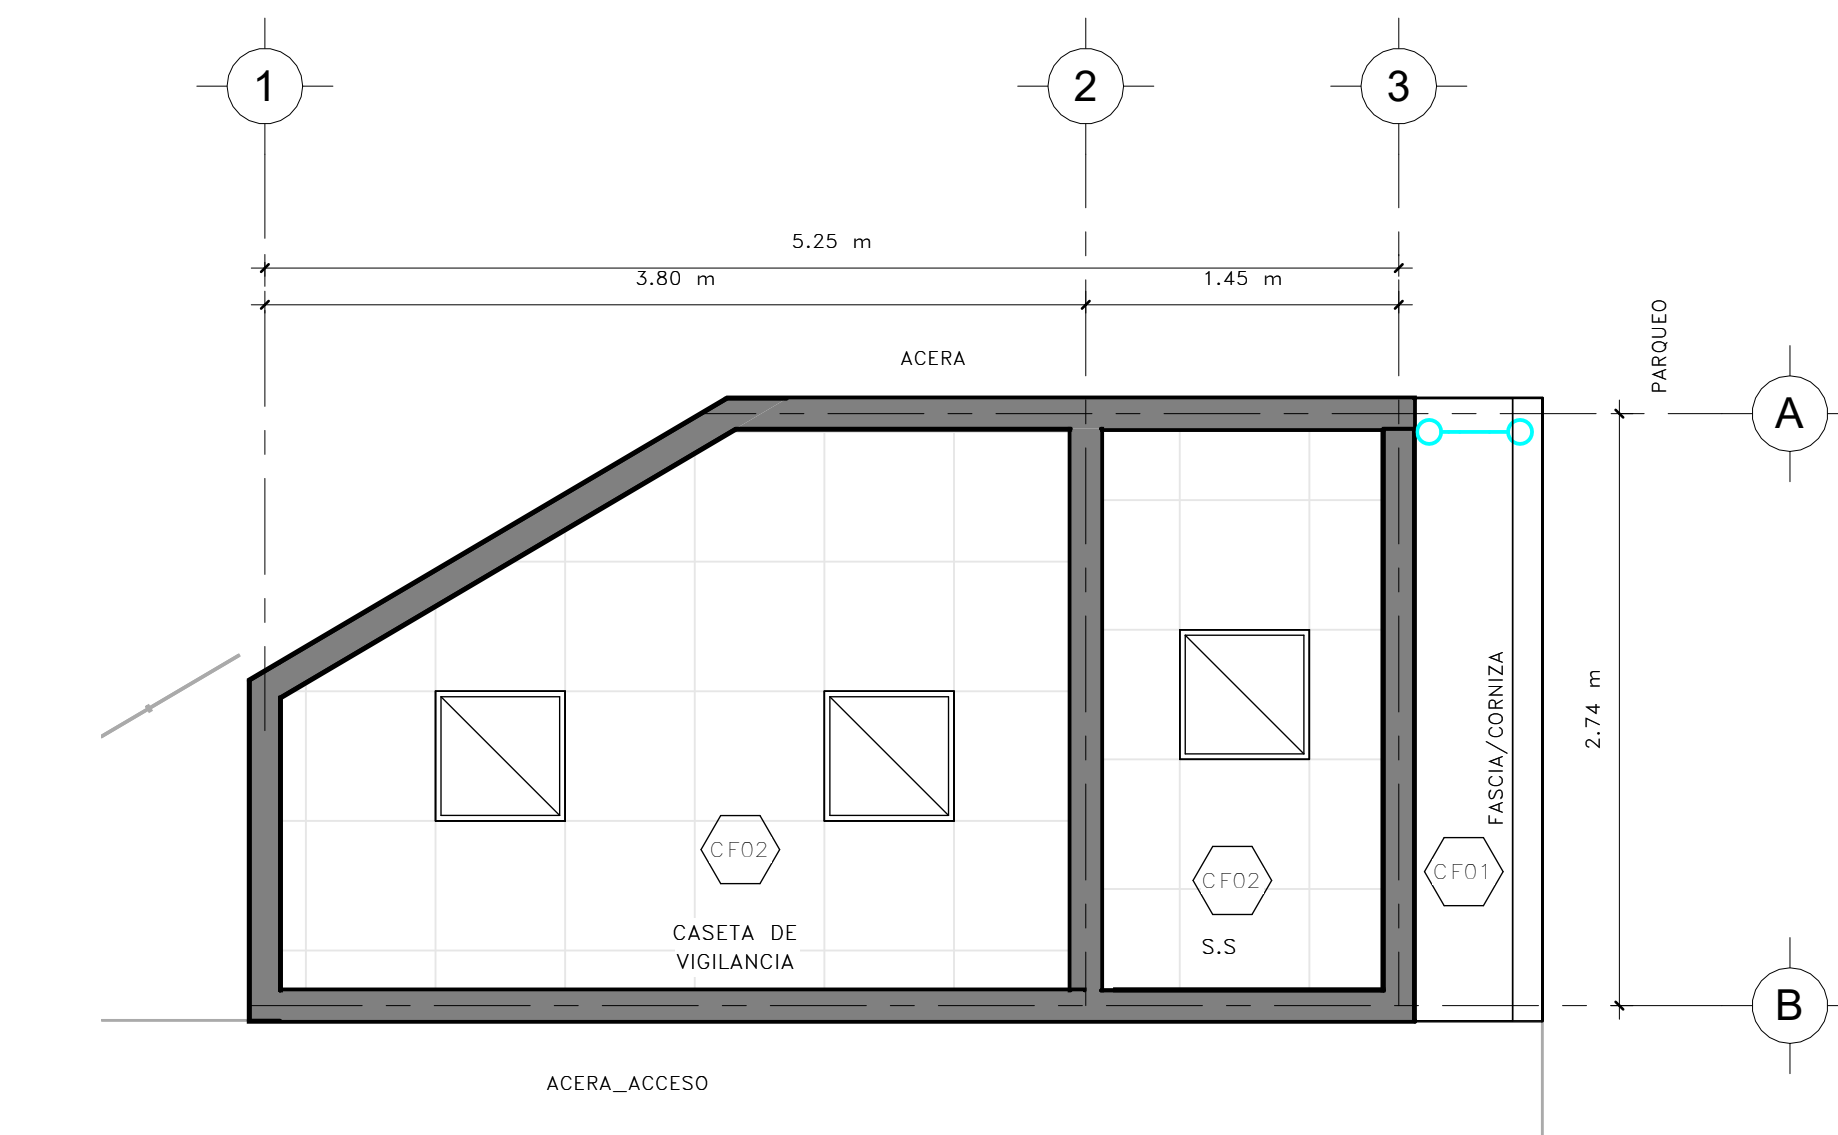 1
2
3
5.25 m
3.80 m
1.45 m
ACERA
PARQUEO
A
FASCIA/CORNIZA
2.74 m
CF02
CF02
CF01
CASETA DE
VIGILANCIA
S.S
B
ACERA_ACCESO